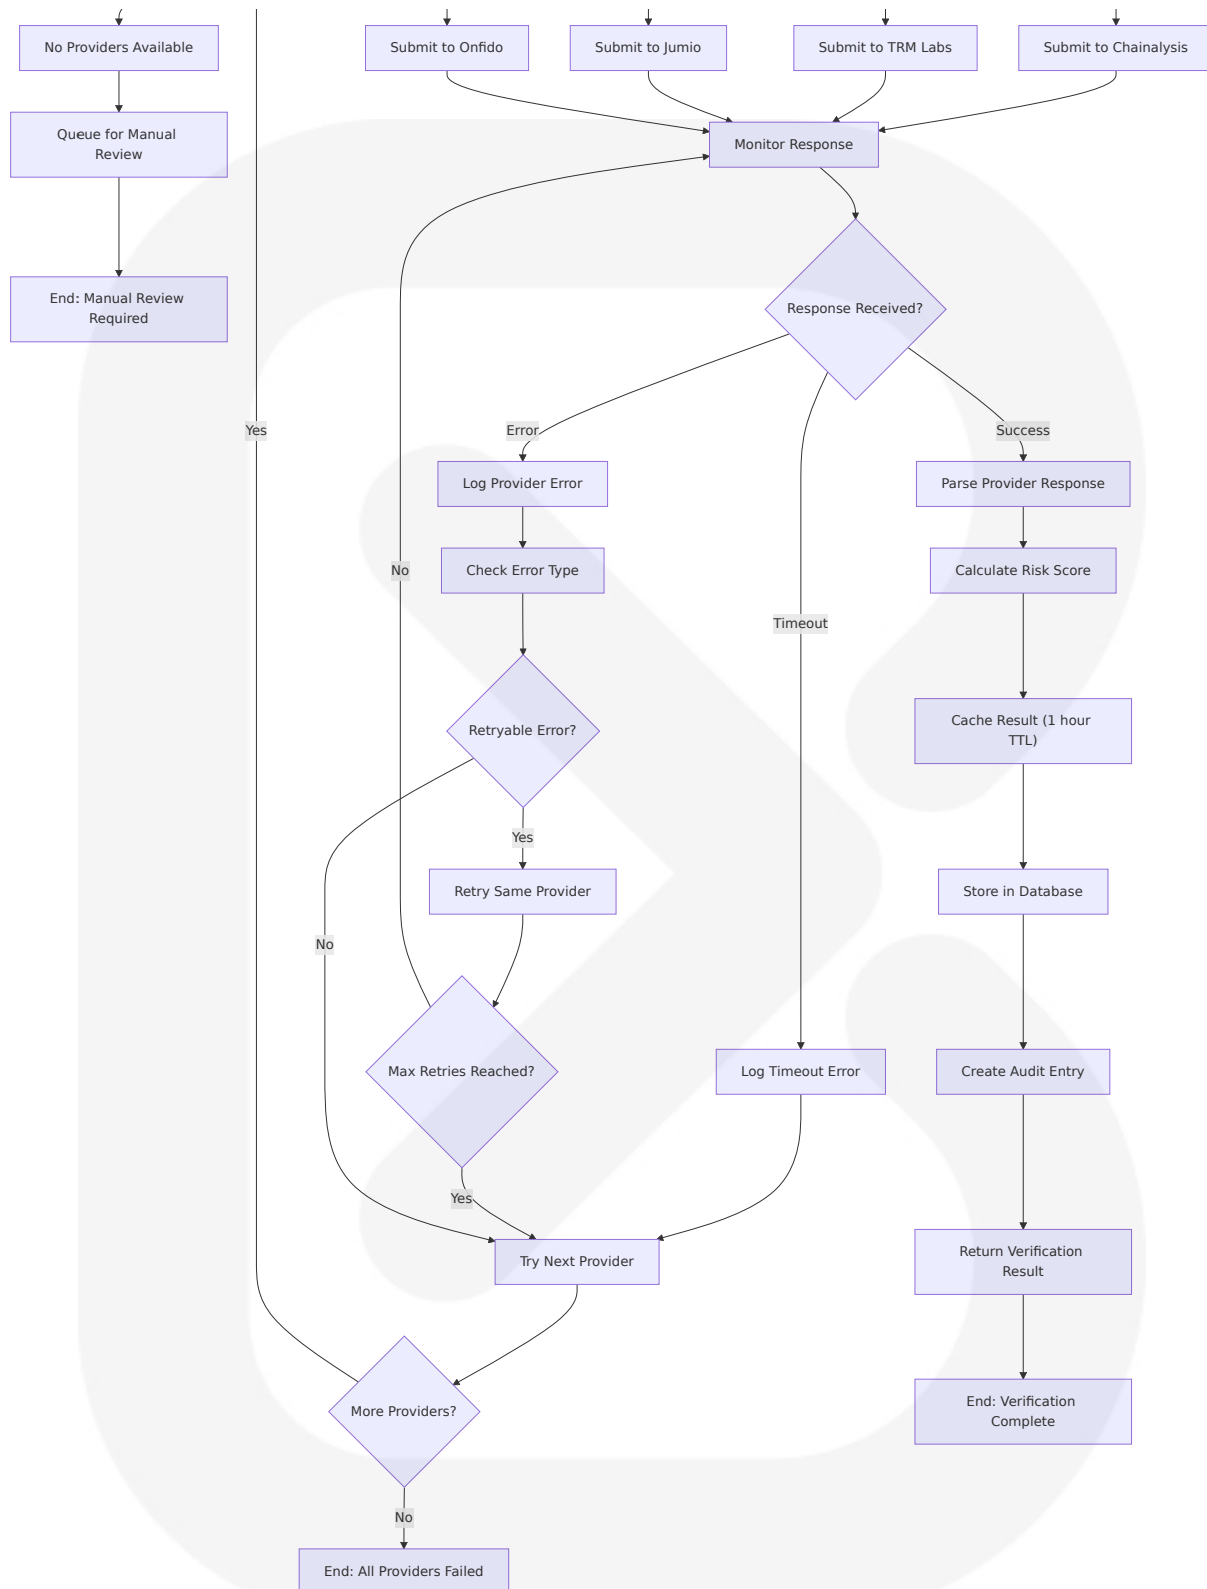 No Providers Available
Submit to Onfido
Submit to Jumio
Submit to TRM Labs
Submit to Chainalysis
Queue for Manual
Review
Monitor Response
End: Manual Review
Required
Response Received?
Yes
Error
Success
Log Provider Error
Parse Provider Response
No
Check Error Type
Calculate Risk Score
Timeout
Retryable Error?
Cache Result (1 hour
TTL)
Yes
Retry Same Provider
Store in Database
No
Max Retries Reached?
Log Timeout Error
Create Audit Entry
Yes
Try Next Provider
Return Verification
Result
More Providers?
End: Verification
Complete
No
End: All Providers Failed